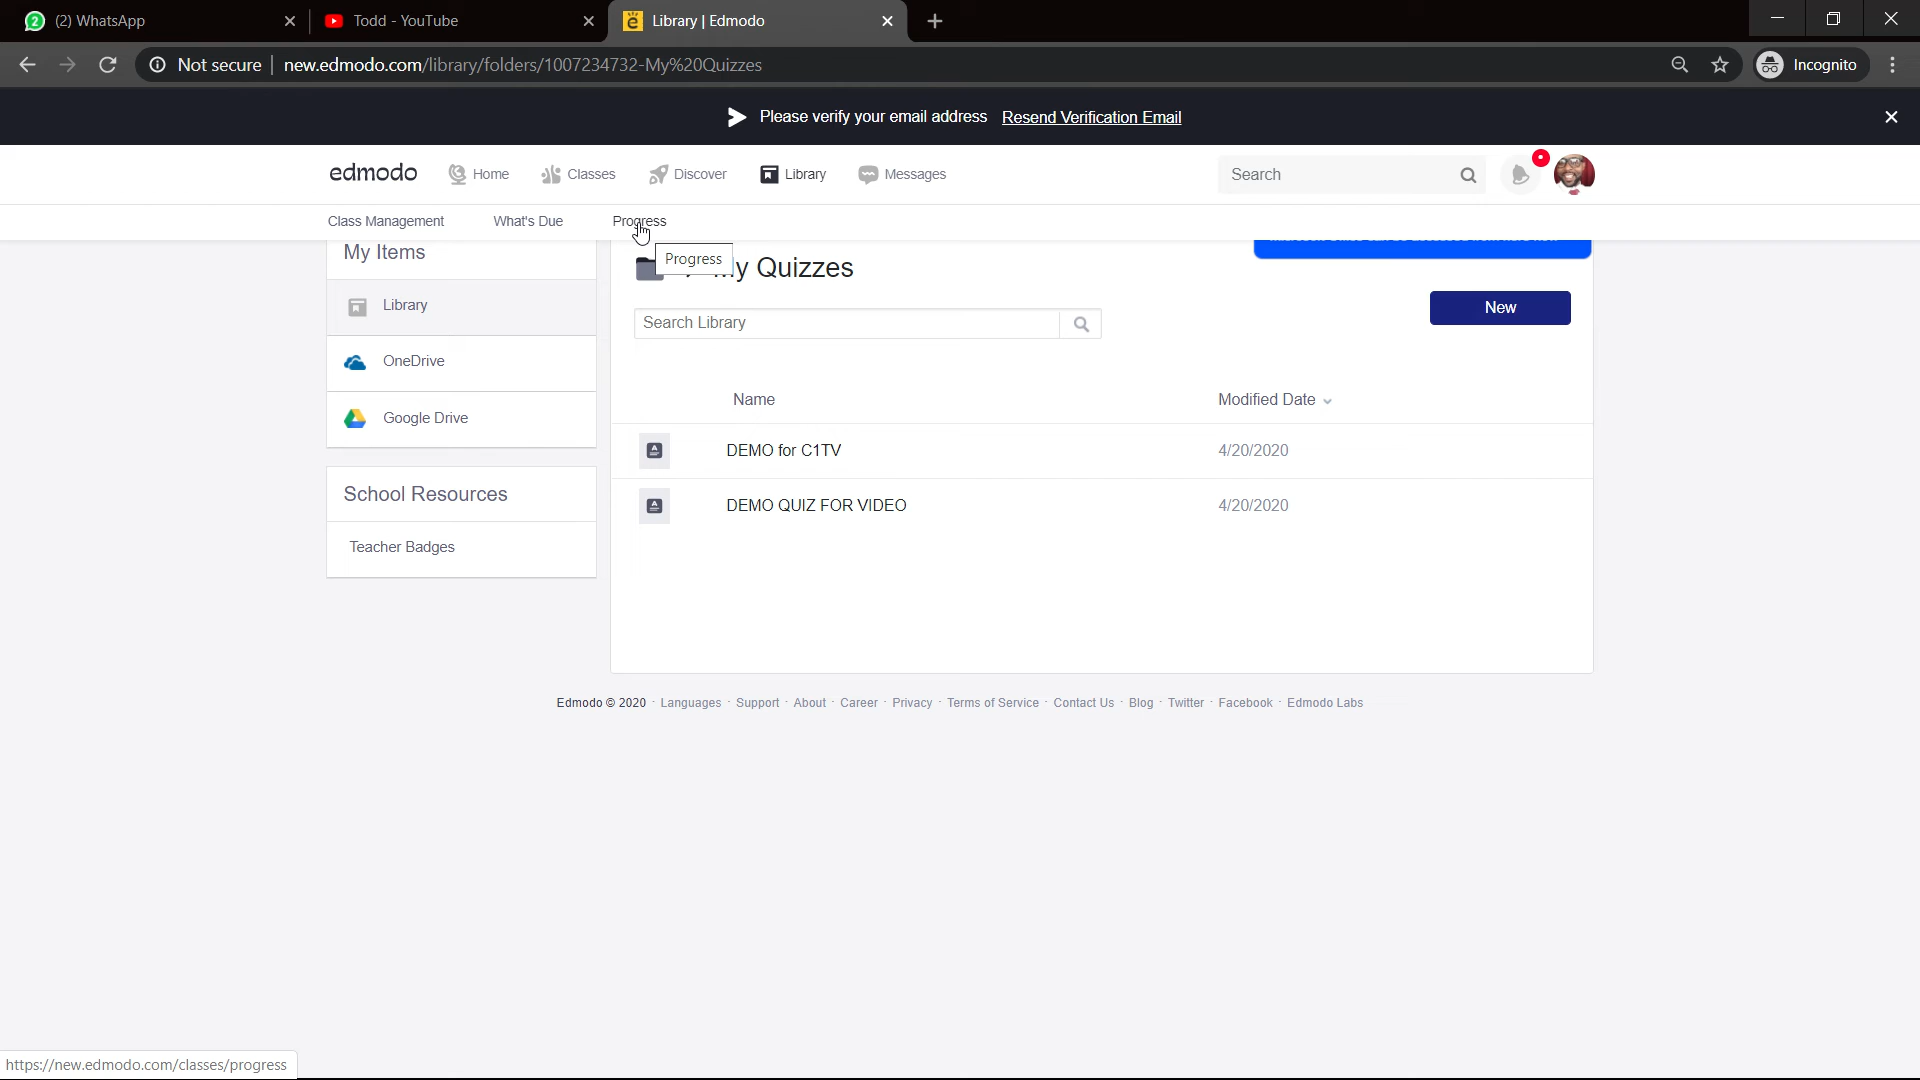 (2) WhatsApp
Todd - YouTube
Library | Edmodo
Not secure
new.edmodo.com/library/folders/1007234732-My%20Quizzes
Incognito
Please verify your email address Resend Verification Email
edmodo
Home
Classes
Discover
Library
Messages
Search
Class Management
What's Due
Progress
Progress
My Items
Library
OneDrive
Google Drive
School Resources
Teacher Badges
My Quizzes
Search Library
New
Name
Modified Date
DEMO for C1TV
4/20/2020
DEMO QUIZ FOR VIDEO
4/20/2020
Edmodo © 2020 · Languages · Support · About · Career · Privacy · Terms of Service · Contact Us · Blog · Twitter · Facebook · Edmodo Labs
https://new.edmodo.com/classes/progress